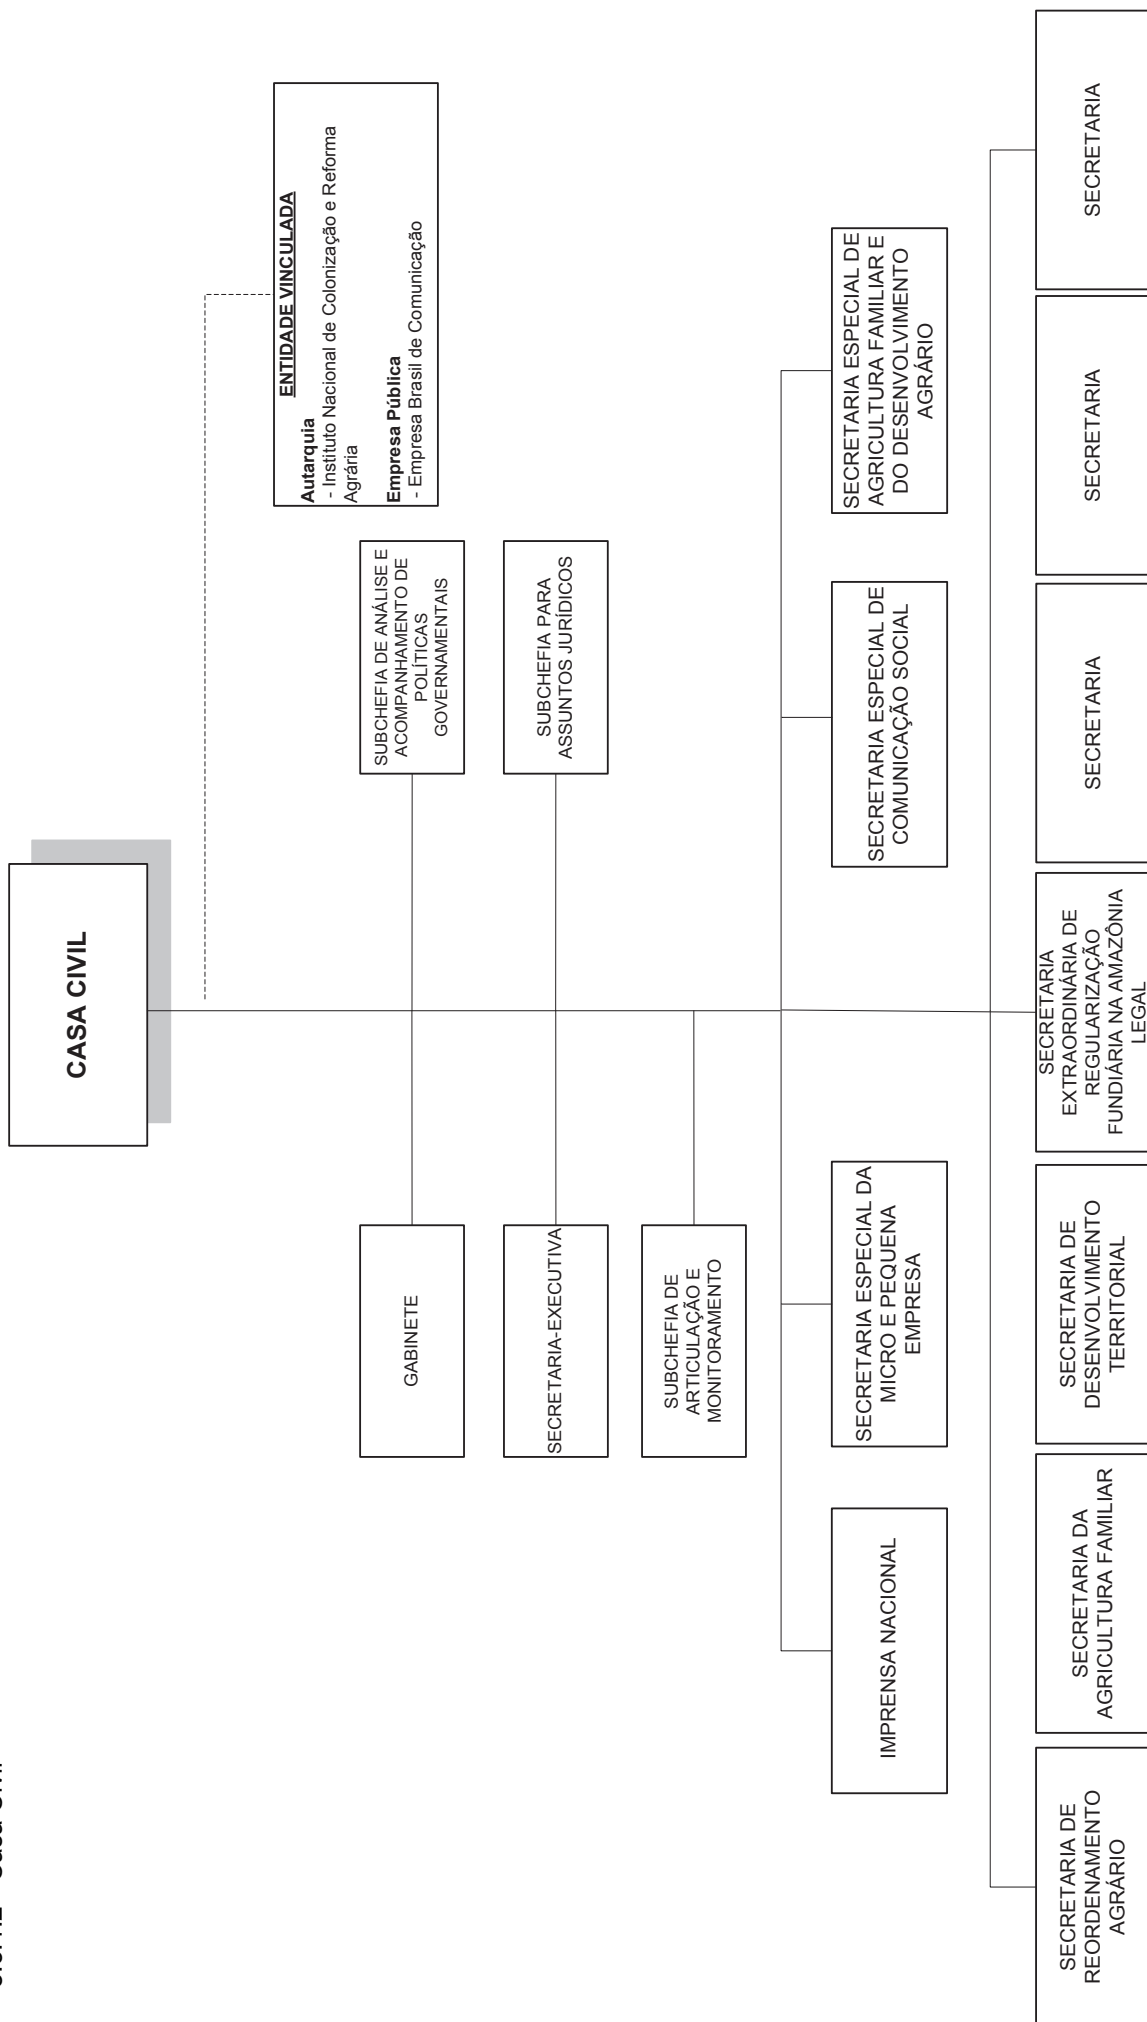 CASA CIVIL
ENTIDADE VINCULADA
Autarquia
- Instituto Nacional de Colonização e Reforma
Agrária
Empresa Pública
- Empresa Brasil de Comunicação
GABINETE
SUBCHEFIA DE ANÁLISE E
ACOMPANHAMENTO DE
POLÍTICAS
GOVERNAMENTAIS
SECRETARIA-EXECUTIVA
SUBCHEFIA PARA
ASSUNTOS JURÍDICOS
SUBCHEFIA DE
ARTICULAÇÃO E
MONITORAMENTO
IMPRENSA NACIONAL
SECRETARIA ESPECIAL DA
MICRO E PEQUENA
EMPRESA
SECRETARIA ESPECIAL DE
COMUNICAÇÃO SOCIAL
SECRETARIA ESPECIAL DE
AGRICULTURA FAMILIAR E
DO DESENVOLVIMENTO
AGRÁRIO
SECRETARIA DE
REORDENAMENTO
AGRÁRIO
SECRETARIA DA
AGRICULTURA FAMILIAR
SECRETARIA DE
DESENVOLVIMENTO
TERRITORIAL
SECRETARIA
EXTRAORDINÁRIA DE
REGULARIZAÇÃO
FUNDIÁRIA NA AMAZÔNIA
LEGAL
SECRETARIA
SECRETARIA
SECRETARIA